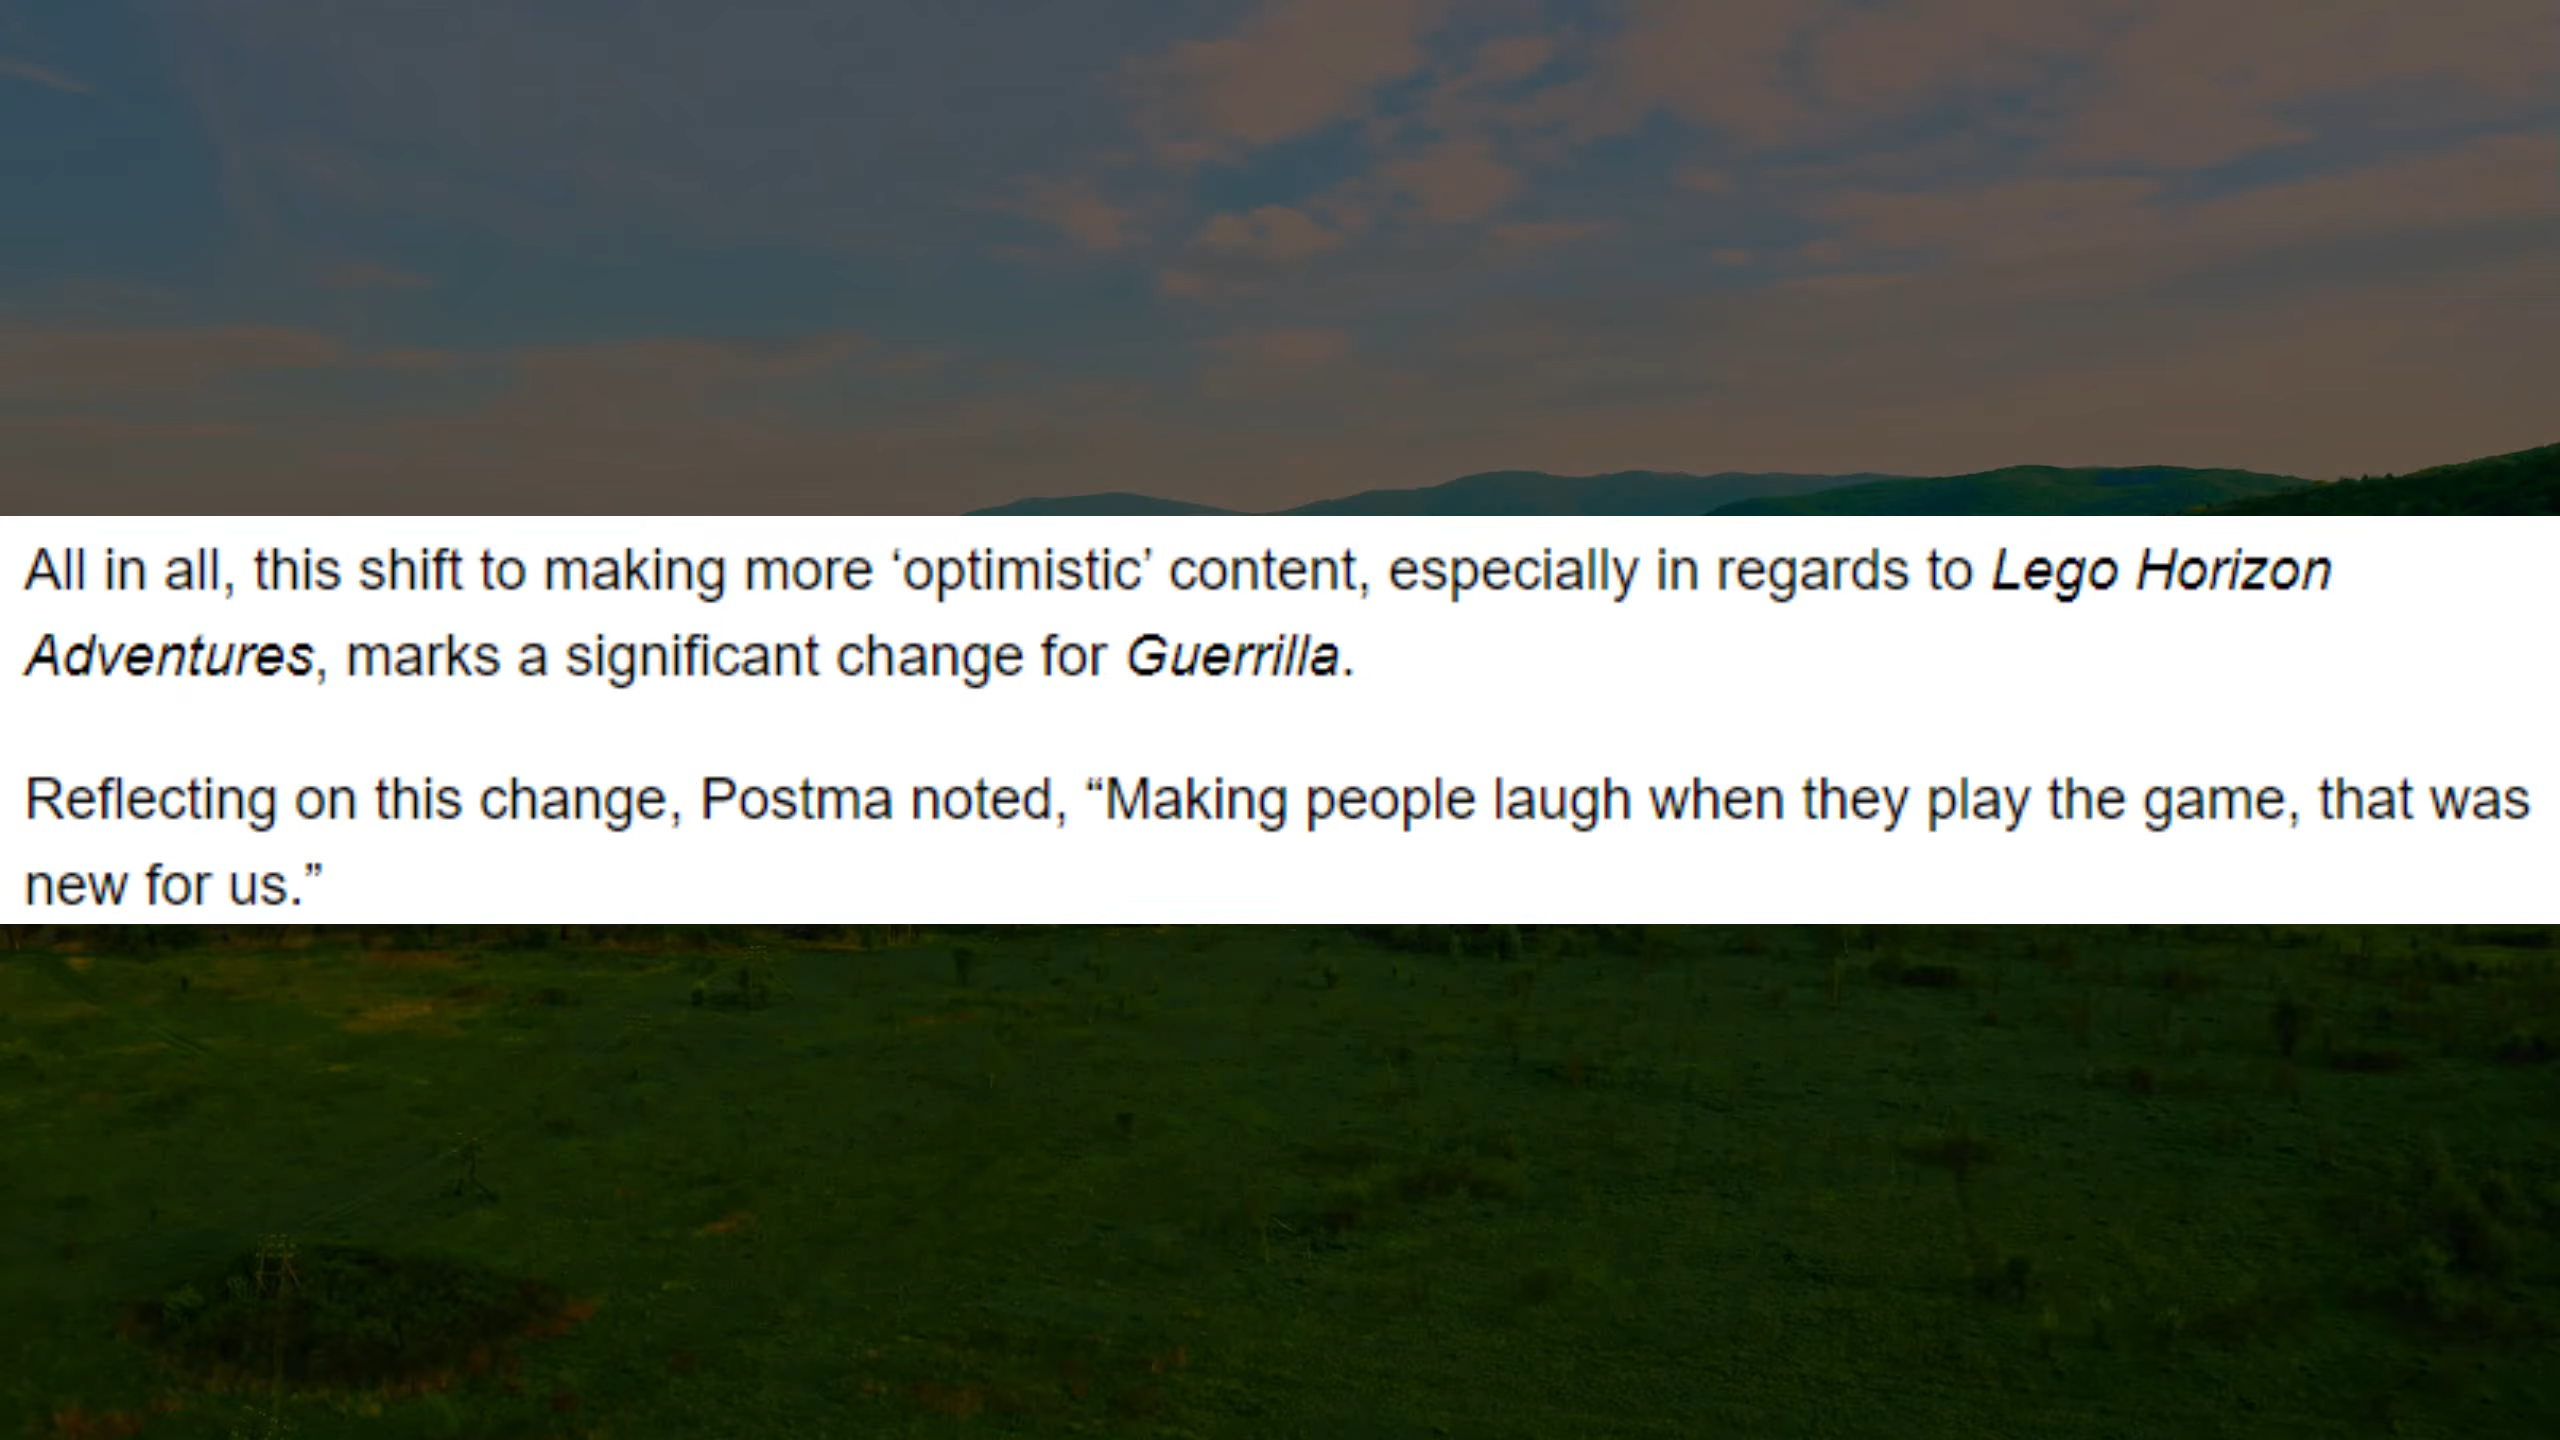 All in all, this shift to making more ‘optimistic’ content, especially in regards to Lego Horizon
Adventures, marks a significant change for Guerrilla.
Reflecting on this change, Postma noted, “Making people laugh when they play the game, that was
new for us.”